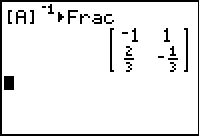 [A]⁻¹▸Frac
[ -1 1 ]
[ 2/3 -1/3 ]